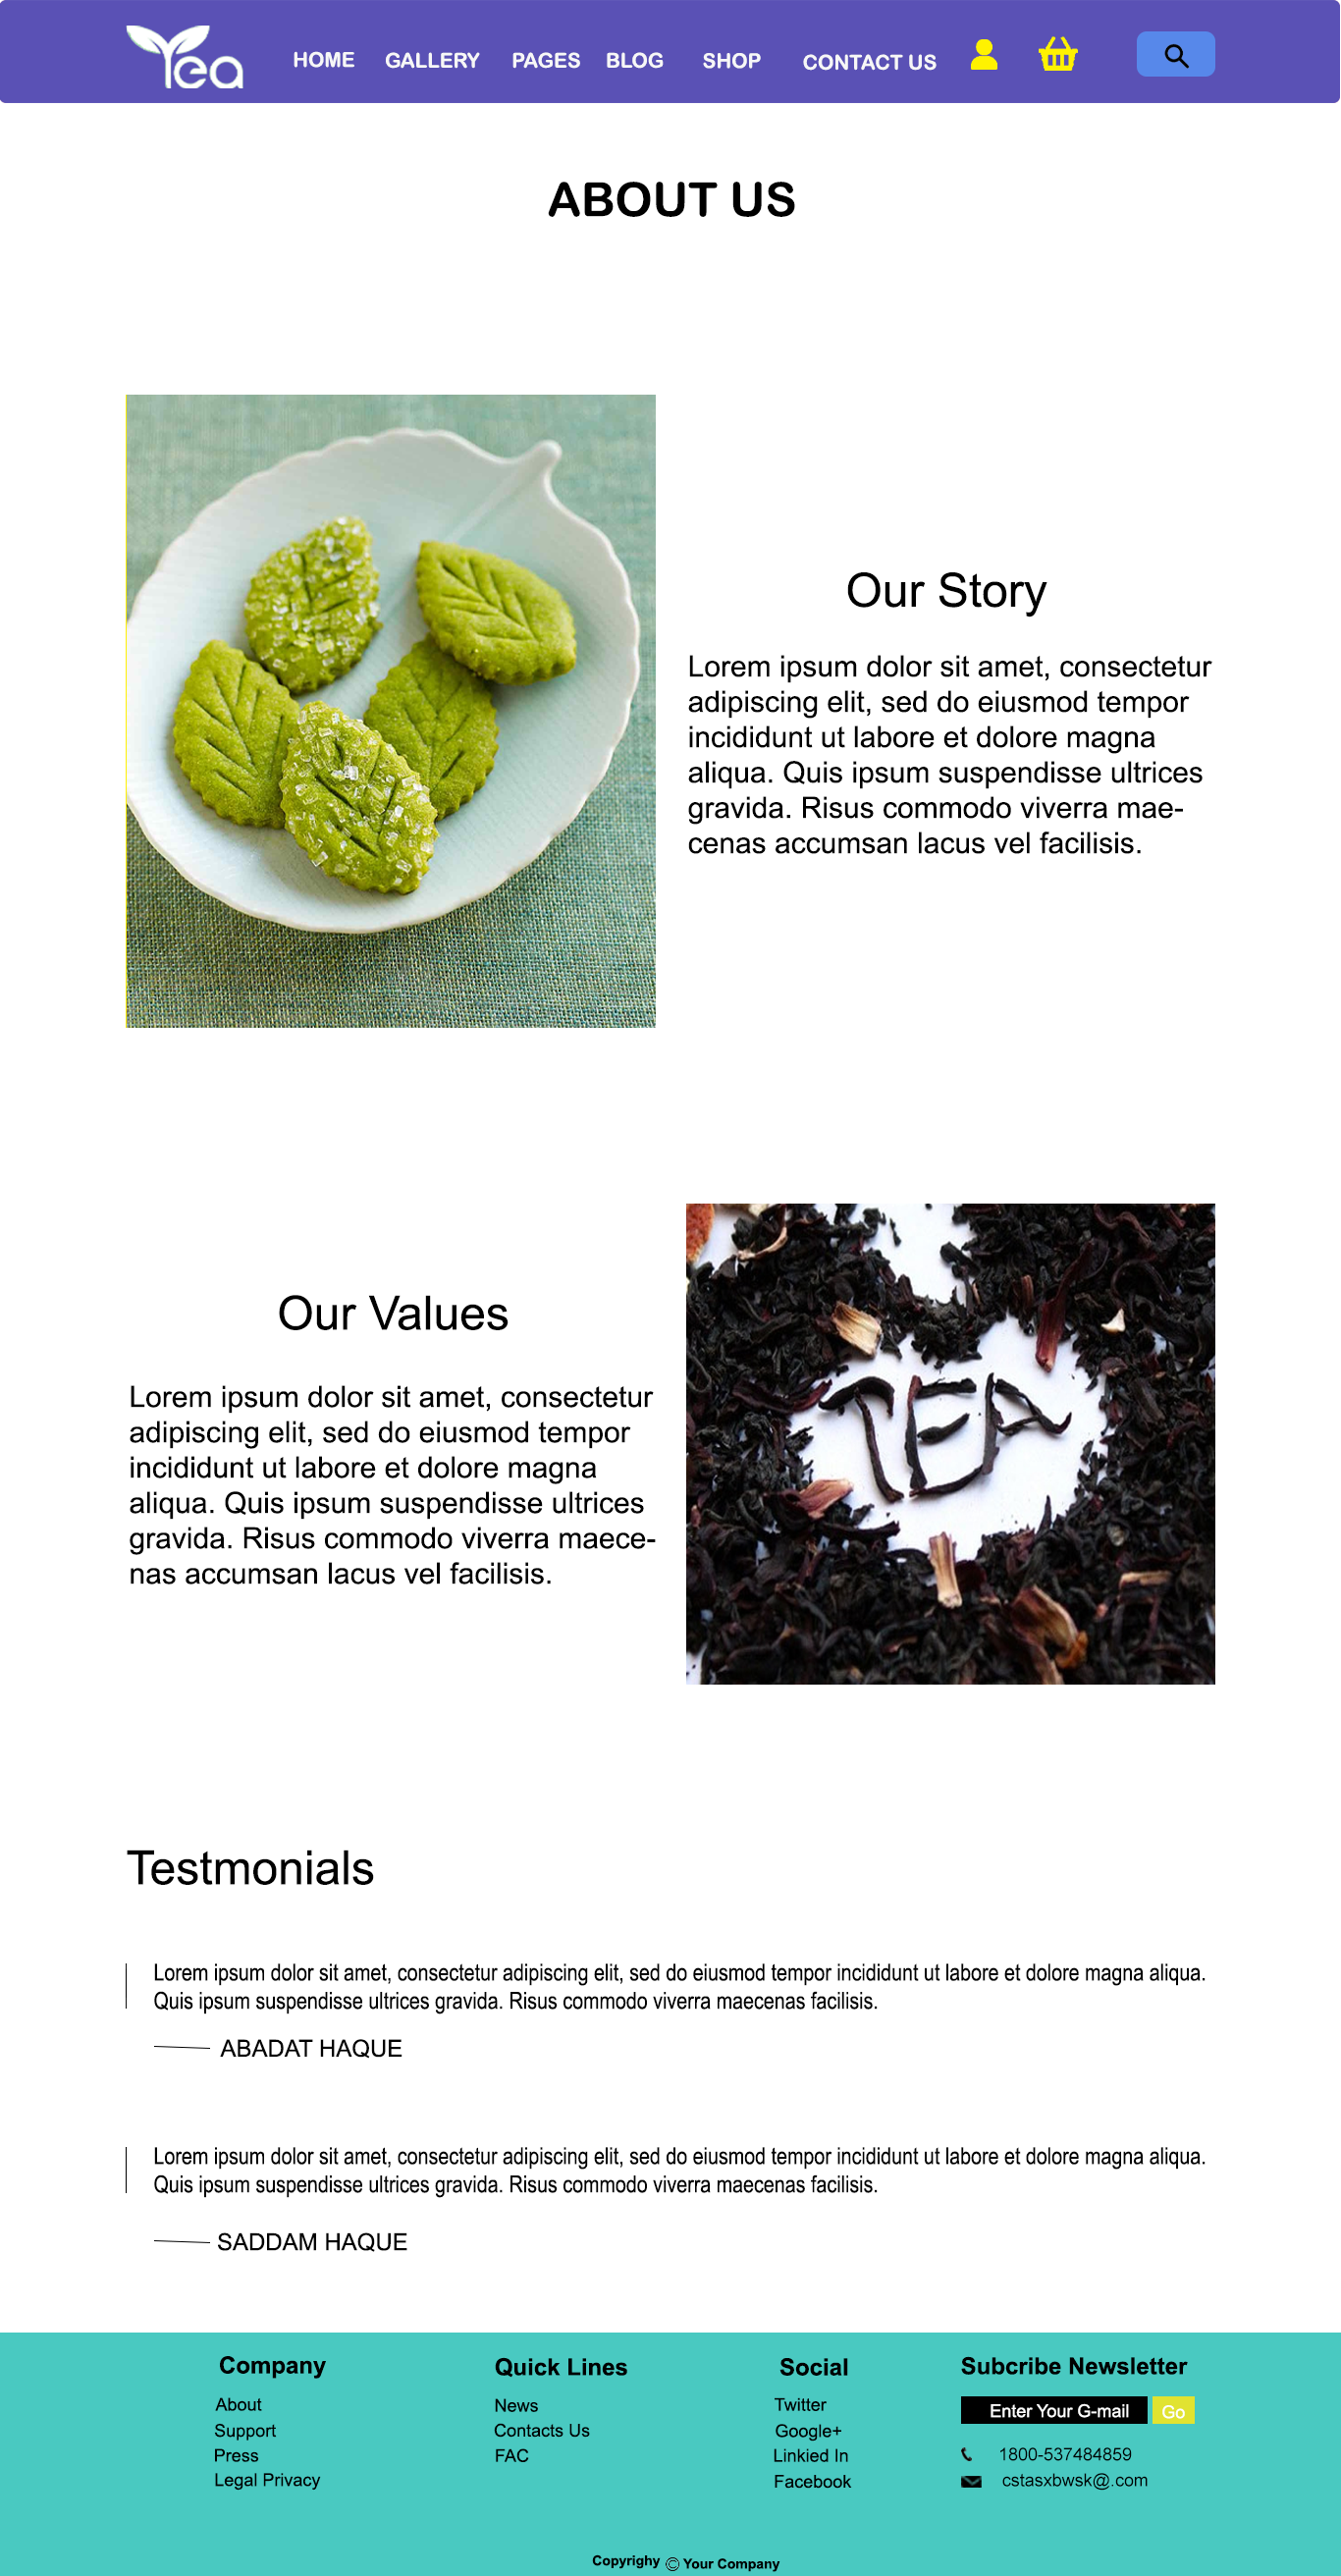 Tea
HOME GALLERY PAGES BLOG SHOP CONTACT US
ABOUT US
Our Story
Lorem ipsum dolor sit amet, consectetur
adipiscing elit, sed do eiusmod tempor
incididunt ut labore et dolore magna
aliqua. Quis ipsum suspendisse ultrices
gravida. Risus commodo viverra mae-
cenas accumsan lacus vel facilisis.
Our Values
Lorem ipsum dolor sit amet, consectetur
adipiscing elit, sed do eiusmod tempor
incididunt ut labore et dolore magna
aliqua. Quis ipsum suspendisse ultrices
gravida. Risus commodo viverra maece-
nas accumsan lacus vel facilisis.
TEA
Testmonials
Lorem ipsum dolor sit amet, consectetur adipiscing elit, sed do eiusmod tempor incididunt ut labore et dolore magna aliqua.
Quis ipsum suspendisse ultrices gravida. Risus commodo viverra maecenas facilisis.
ABADAT HAQUE
Lorem ipsum dolor sit amet, consectetur adipiscing elit, sed do eiusmod tempor incididunt ut labore et dolore magna aliqua.
Quis ipsum suspendisse ultrices gravida. Risus commodo viverra maecenas facilisis.
SADDAM HAQUE
Company
About
Support
Press
Legal Privacy
Quick Lines
News
Contacts Us
FAC
Social
Twitter
Google+
Linkied In
Facebook
Subcribe Newsletter
Enter Your G-mail Go
1800-537484859
cstasxbwsk@.com
Copyrighy © Your Company